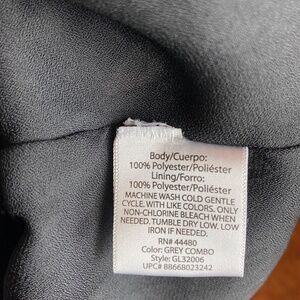 Body/Cuerpo:
100% Polyester/Poliéster
Lining/Forro:
100% Polyester/Poliéster
MACHINE WASH COLD GENTLE
CYCLE, WITH LIKE COLORS. ONLY
NON-CHLORINE BLEACH WHEN
NEEDED. TUMBLE DRY LOW. LOW
IRON IF NEEDED.
RN# 44480
Color: GREY COMBO
Style: GL32006
UPC# 88668023242